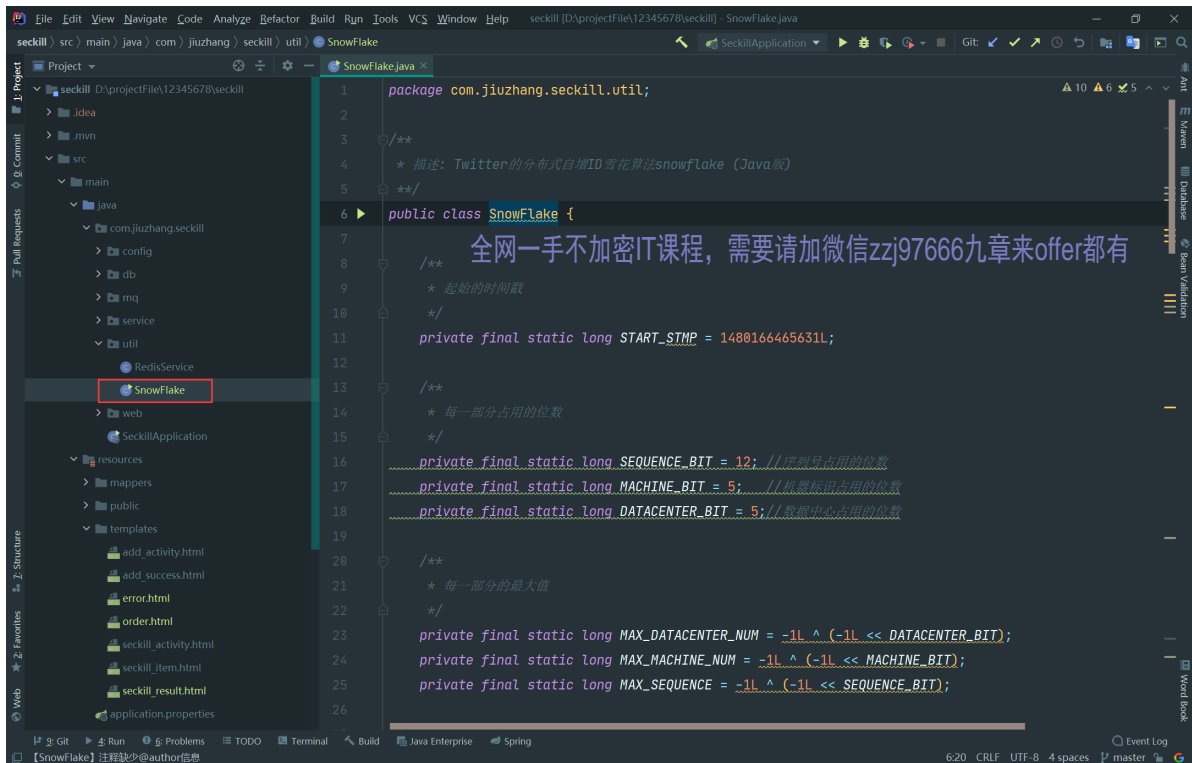 File Edit View Navigate Code Analyze Refactor Build Run Tools VCS Window Help seckill [D:\projectFile\12345678\seckill] - SnowFlake.java
seckill 〉 src 〉 main 〉 java 〉 com 〉 jiuzhang 〉 seckill 〉 util 〉 SnowFlake SeckillApplication Git:
Project SnowFlake.java ×
1: Project
0: Commit
Pull Requests
7: Structure
2: Favorites
Web
seckill D:\projectFile\12345678\seckill
.idea
.mvn
src
main
java
com.jiuzhang.seckill
config
db
mq
service
util
RedisService
SnowFlake
web
SeckillApplication
resources
mappers
public
templates
add_activity.html
add_success.html
error.html
order.html
seckill_activity.html
seckill_item.html
seckill_result.html
application.properties
10 6 5
1 package com.jiuzhang.seckill.util;
2
3 /**
4 * 描述: Twitter的分布式自增ID雪花算法snowflake (Java版)
5 **/
6 public class SnowFlake {
7
全网一手不加密IT课程，需要请加微信zzj97666九章来offer都有
8 /**
9 * 起始的时间戳
10 */
11 private final static long START_STMP = 1480166465631L;
12
13 /**
14 * 每一部分占用的位数
15 */
16 private final static long SEQUENCE_BIT = 12; //序列号占用的位数
17 private final static long MACHINE_BIT = 5; //机器标识占用的位数
18 private final static long DATACENTER_BIT = 5;//数据中心占用的位数
19
20 /**
21 * 每一部分的最大值
22 */
23 private final static long MAX_DATACENTER_NUM = -1L ^ (-1L << DATACENTER_BIT);
24 private final static long MAX_MACHINE_NUM = -1L ^ (-1L << MACHINE_BIT);
25 private final static long MAX_SEQUENCE = -1L ^ (-1L << SEQUENCE_BIT);
26
Ant
Maven
Database
Bean Validation
Word Book
9: Git 4: Run 6: Problems TODO Terminal Build Java Enterprise Spring Event Log
【SnowFlake】注释缺少@author信息 6:20 CRLF UTF-8 4 spaces master